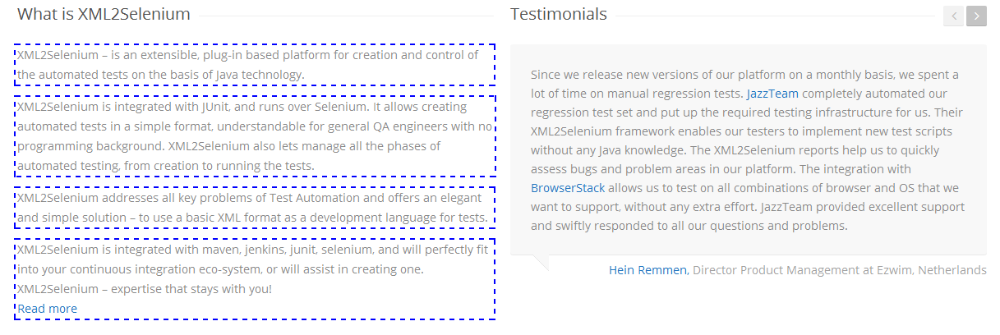 What is XML2Selenium
XML2Selenium – is an extensible, plug-in based platform for creation and control of
the automated tests on the basis of Java technology.
XML2Selenium is integrated with JUnit, and runs over Selenium. It allows creating
automated tests in a simple format, understandable for general QA engineers with no
programming background. XML2Selenium also lets manage all the phases of
automated testing, from creation to running the tests.
XML2Selenium addresses all key problems of Test Automation and offers an elegant
and simple solution – to use a basic XML format as a development language for tests.
XML2Selenium is integrated with maven, jenkins, junit, selenium, and will perfectly fit
into your continuous integration eco-system, or will assist in creating one.
XML2Selenium – expertise that stays with you!
Read more
Testimonials
Since we release new versions of our platform on a monthly basis, we spent a
lot of time on manual regression tests. JazzTeam completely automated our
regression test set and put up the required testing infrastructure for us. Their
XML2Selenium framework enables our testers to implement new test scripts
without any Java knowledge. The XML2Selenium reports help us to quickly
assess bugs and problem areas in our platform. The integration with
BrowserStack allows us to test on all combinations of browser and OS that we
want to support, without any extra effort. JazzTeam provided excellent support
and swiftly responded to all our questions and problems.
Hein Remmen, Director Product Management at Ezwim, Netherlands